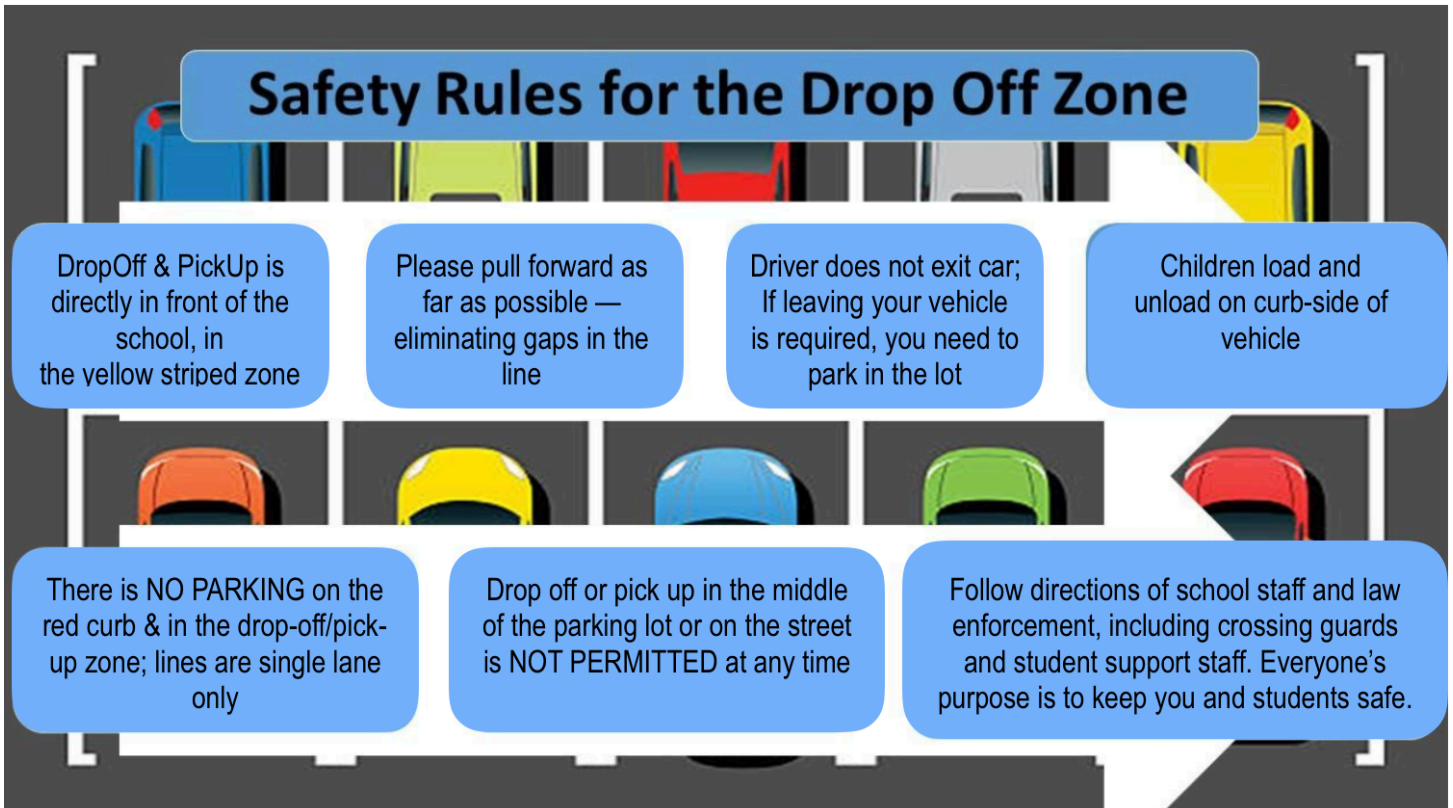 Safety Rules for the Drop Off Zone
DropOff & PickUp is
directly in front of the
school, in
the yellow striped zone
Please pull forward as
far as possible —
eliminating gaps in the
line
Driver does not exit car;
If leaving your vehicle
is required, you need to
park in the lot
Children load and
unload on curb-side of
vehicle
There is NO PARKING on the
red curb & in the drop-off/pick-
up zone; lines are single lane
only
Drop off or pick up in the middle
of the parking lot or on the street
is NOT PERMITTED at any time
Follow directions of school staff and law
enforcement, including crossing guards
and student support staff. Everyone’s
purpose is to keep you and students safe.